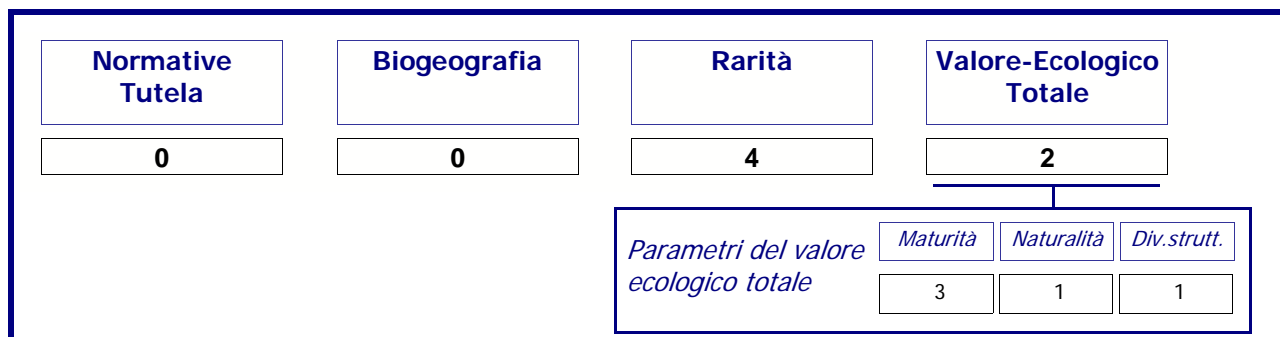 Normative
Tutela
Biogeografia
Rarità
Valore-Ecologico
Totale
0
0
4
2
Parametri del valore
ecologico totale
Maturità
Naturalità
Div.strutt.
3
1
1